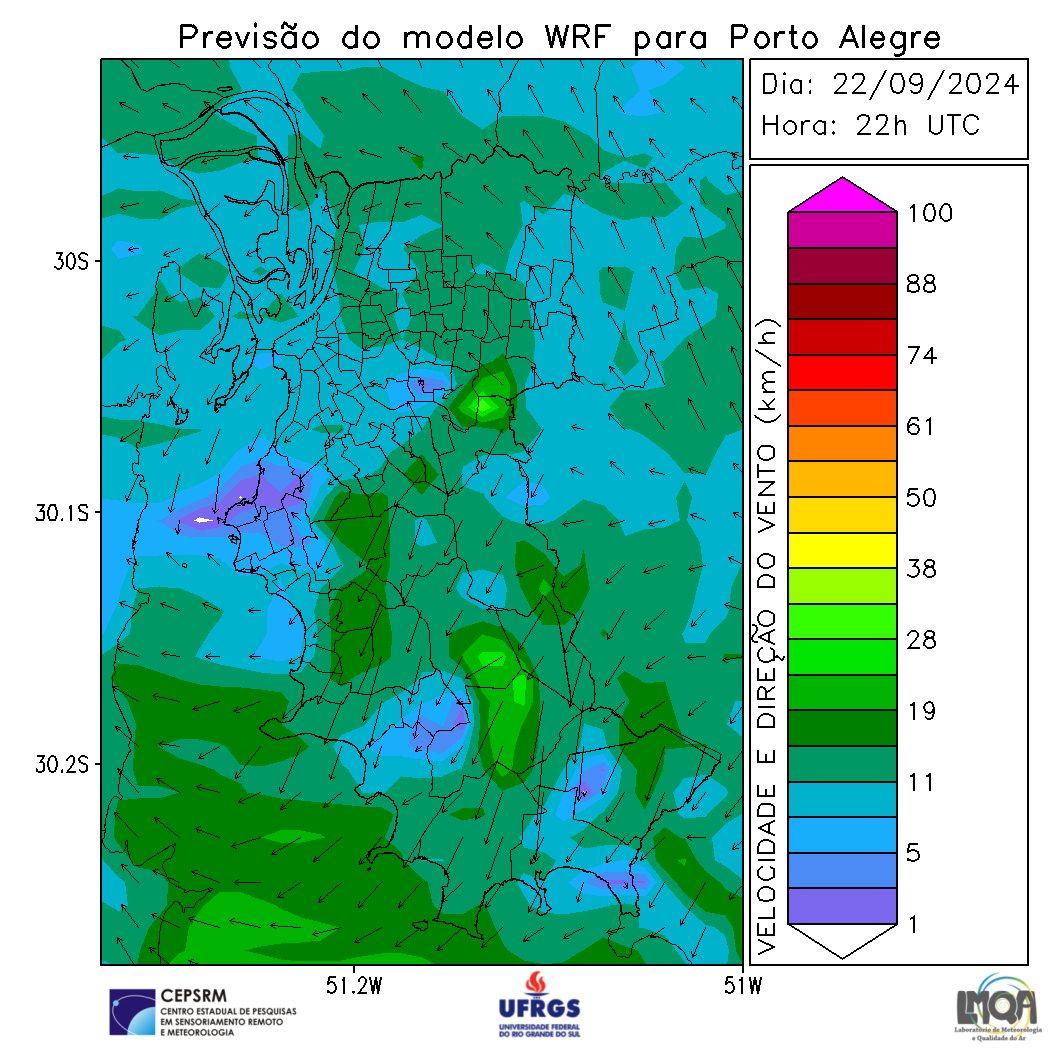 Previsão do modelo WRF para Porto Alegre
Dia: 22/09/2024
Hora: 22h UTC
30S
30.1S
30.2S
51.2W
51W
VELOCIDADE E DIREÇÃO DO VENTO (km/h)
100
88
74
61
50
38
28
19
11
5
1
CEPSRM
CENTRO ESTADUAL DE PESQUISAS
EM SENSORIAMENTO REMOTO
E METEOROLOGIA
UFRGS
UNIVERSIDADE FEDERAL
DO RIO GRANDE DO SUL
LMQA
Laboratório de Meteorologia
e Qualidade do Ar